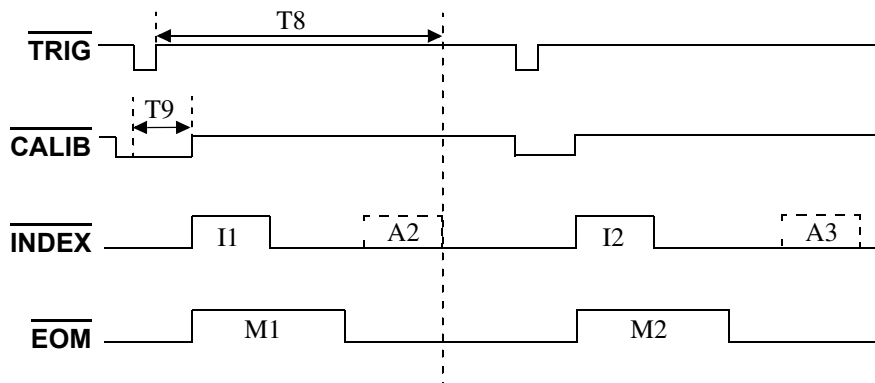 T8
TRIG
T9
CALIB
INDEX
I1
A2
I2
A3
EOM
M1
M2